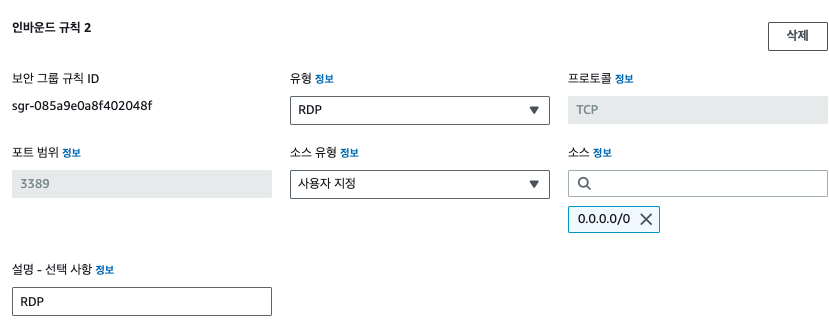 인바운드 규칙 2
삭제
보안 그룹 규칙 ID
sgr-085a9e0a8f402048f
유형 정보
RDP
프로토콜 정보
TCP
포트 범위 정보
3389
소스 유형 정보
사용자 지정
소스 정보
0.0.0.0/0
설명 - 선택 사항 정보
RDP